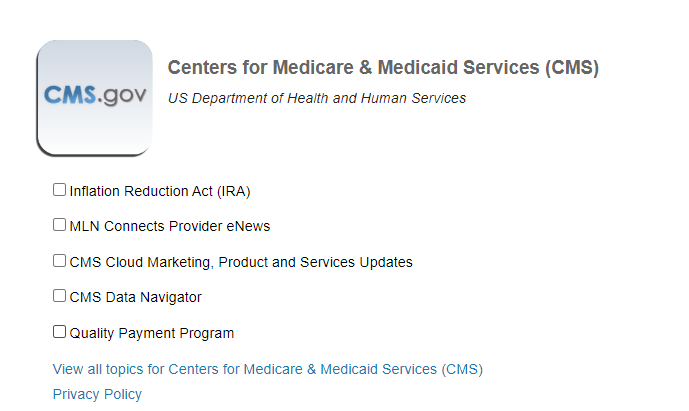 CMS.gov
Centers for Medicare & Medicaid Services (CMS)
US Department of Health and Human Services
Inflation Reduction Act (IRA)
MLN Connects Provider eNews
CMS Cloud Marketing, Product and Services Updates
CMS Data Navigator
Quality Payment Program
View all topics for Centers for Medicare & Medicaid Services (CMS)
Privacy Policy